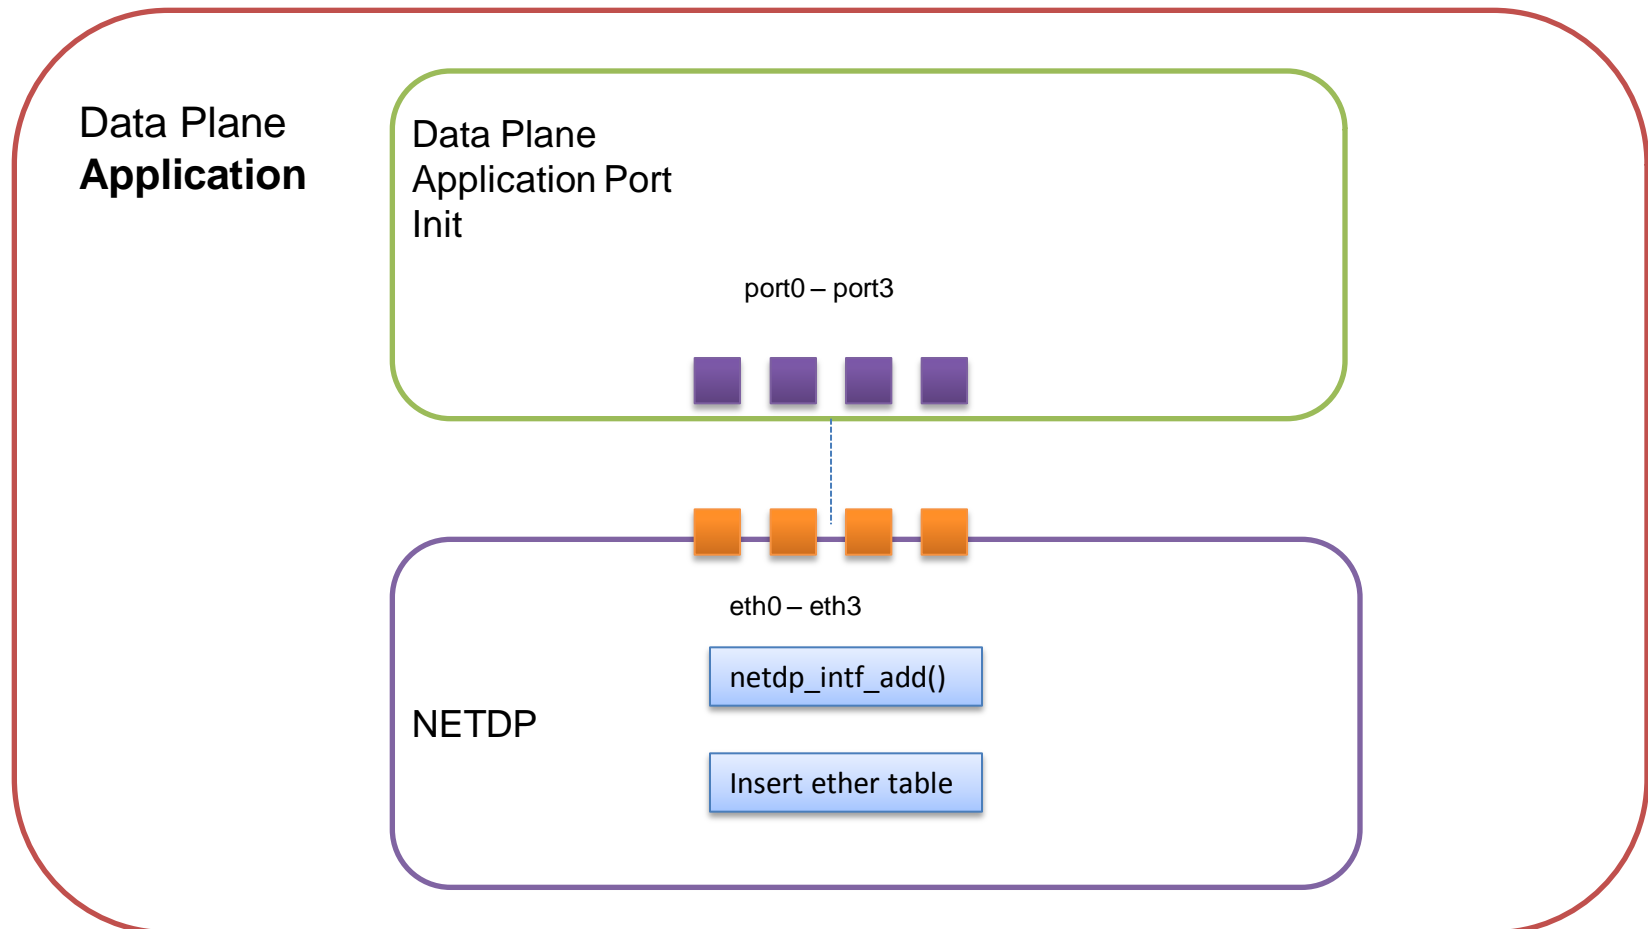 Data Plane
Application
Data Plane
Application Port
Init
port0 – port3
eth0 – eth3
netdp_intf_add()
NETDP
Insert ether table